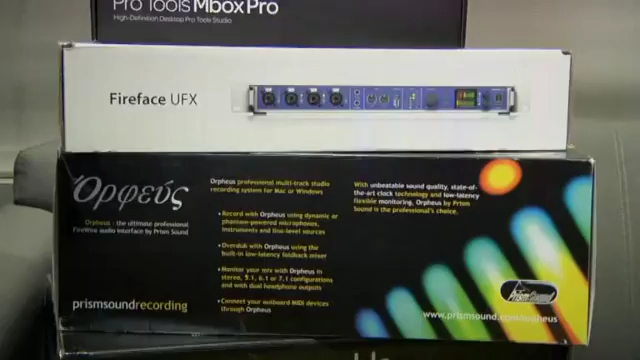 Pro Tools Mbox Pro
High-Definition Desktop Pro Tools Studio
Fireface UFX
Ὀρφεύς
Orpheus - the ultimate professional
FireWire audio interface by Prism Sound
prismsoundrecording
Orpheus professional multi-track studio
recording system for Mac or Windows
• Record with Orpheus using dynamic or
phantom-powered microphones,
instruments and line-level sources
• Overdub with Orpheus using the
built-in low-latency foldback mixer
• Monitor your mix with Orpheus in
stereo, 5.1, 6.1 or 7.1 configurations
and with dual headphone outputs
• Connect your outboard MIDI devices
through Orpheus
With unbeatable sound quality, state-of-
the-art clock technology and low-latency
flexible monitoring, Orpheus by Prism
Sound is the professional's choice.
Prism Sound
www.prismsound.com/orpheus